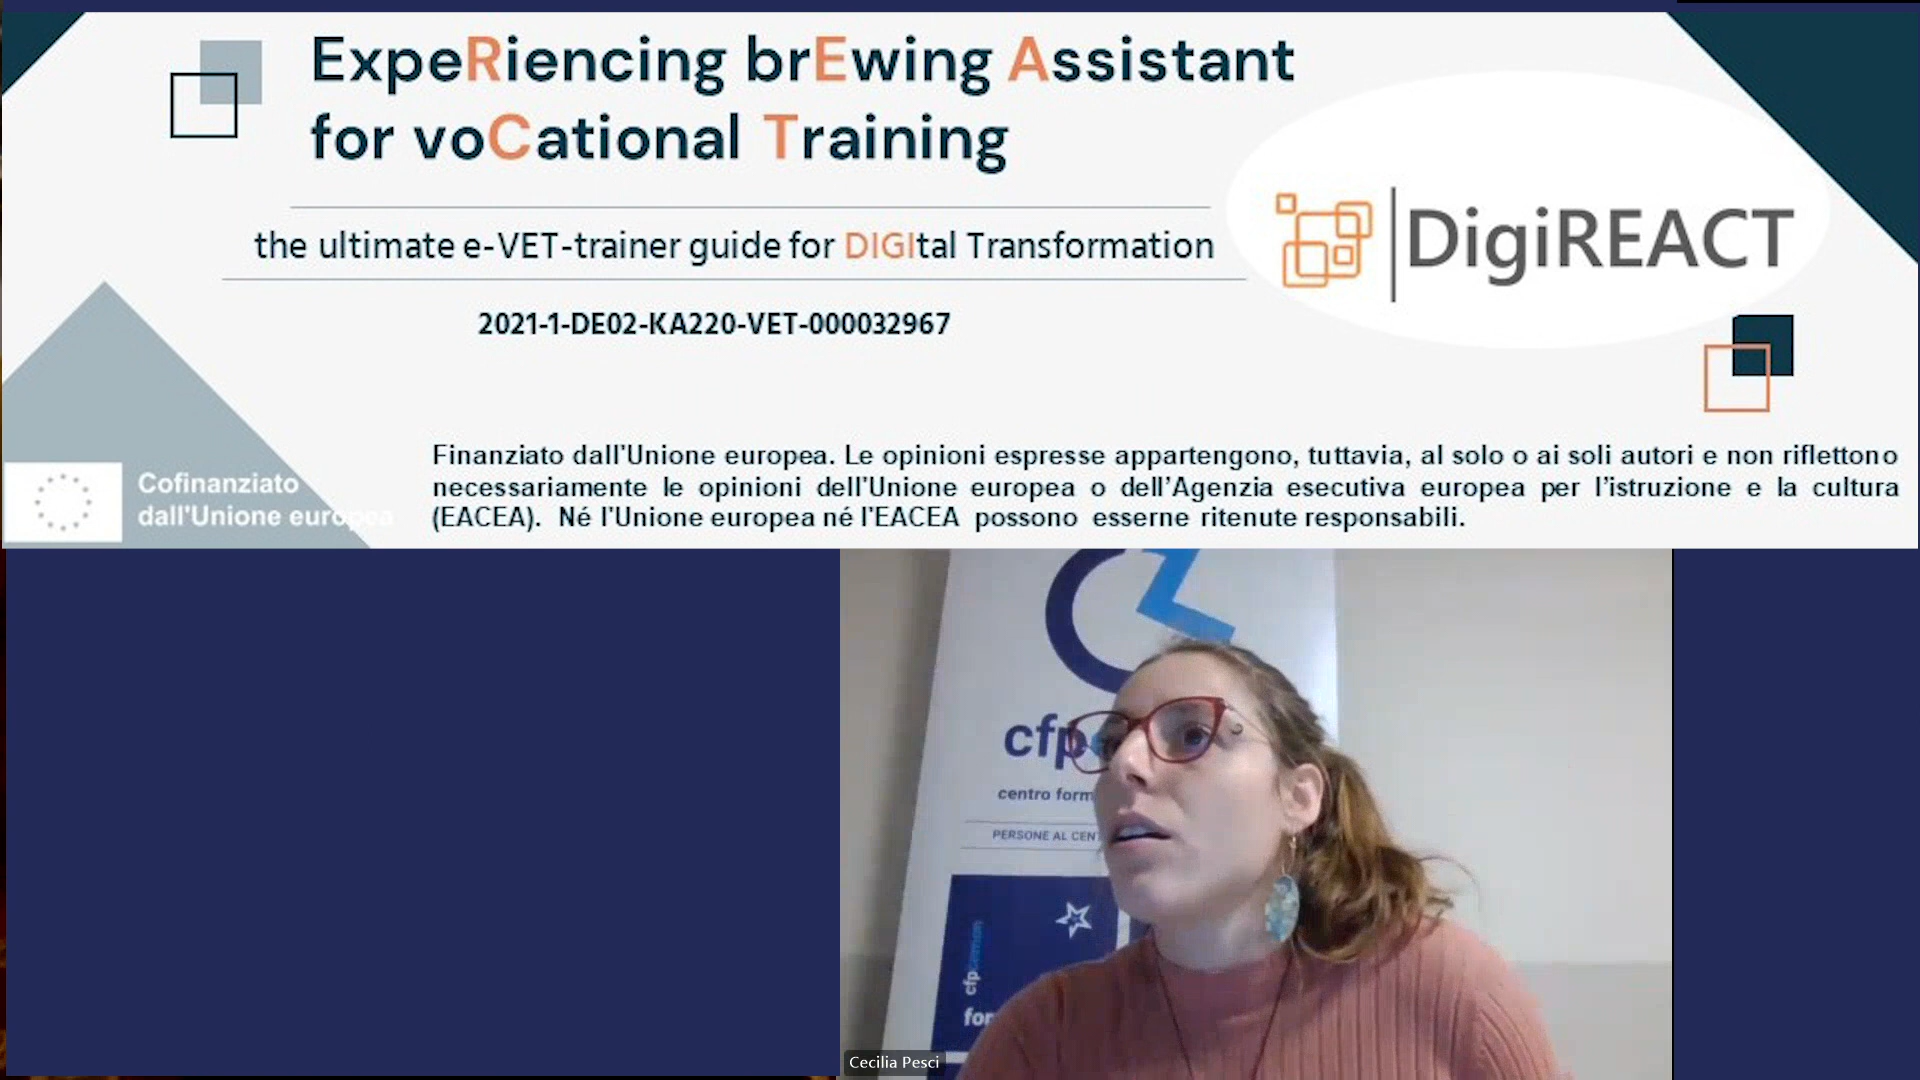 ExpeRiencing brEwing Assistant
for voCational Training
DigiREACT
the ultimate e-VET-trainer guide for DIGItal Transformation
2021-1-DE02-KA220-VET-000032967
Cofinanziato
dall'Unione europea
Finanziato dall'Unione europea. Le opinioni espresse appartengono, tuttavia, al solo o ai soli autori e non riflettono
necessariamente le opinioni dell'Unione europea o dell'Agenzia esecutiva europea per l'istruzione e la cultura
(EACEA). Né l'Unione europea né l'EACEA possono esserne ritenute responsabili.
cfp
centro form
PERSONE AL CEN
cfpcemon
for
Cecilia Pesci